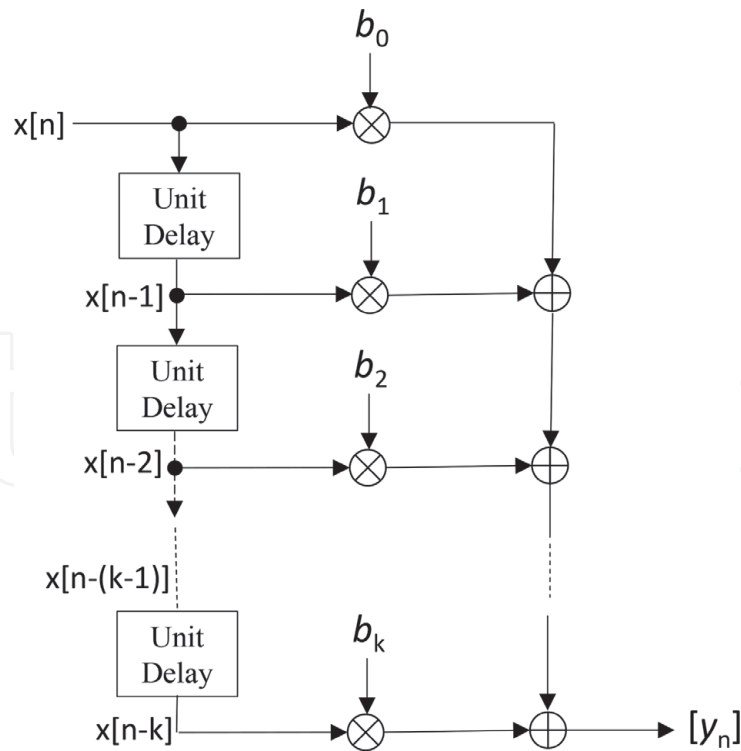 b₀
x[n]
Unit
Delay
b₁
x[n-1]
Unit
Delay
b₂
x[n-2]
x[n-(k-1)]
Unit
Delay
bₖ
x[n-k]
[yₙ]